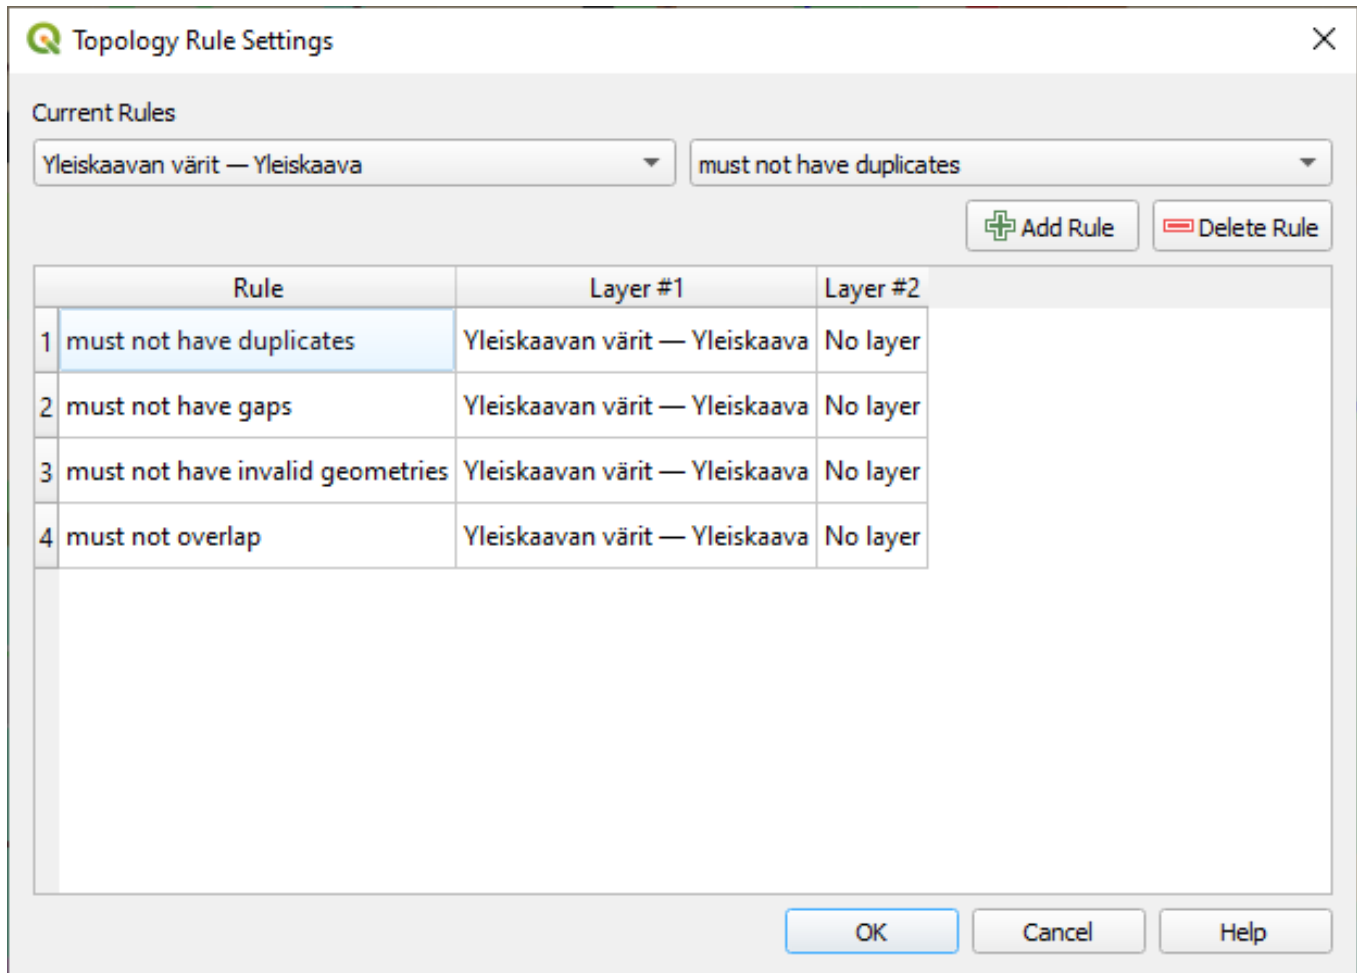 Topology Rule Settings
Current Rules
Yleiskaavan värit — Yleiskaava must not have duplicates
Add Rule Delete Rule
Rule Layer #1 Layer #2
1 must not have duplicates Yleiskaavan värit — Yleiskaava No layer
2 must not have gaps Yleiskaavan värit — Yleiskaava No layer
3 must not have invalid geometries Yleiskaavan värit — Yleiskaava No layer
4 must not overlap Yleiskaavan värit — Yleiskaava No layer
OK Cancel Help